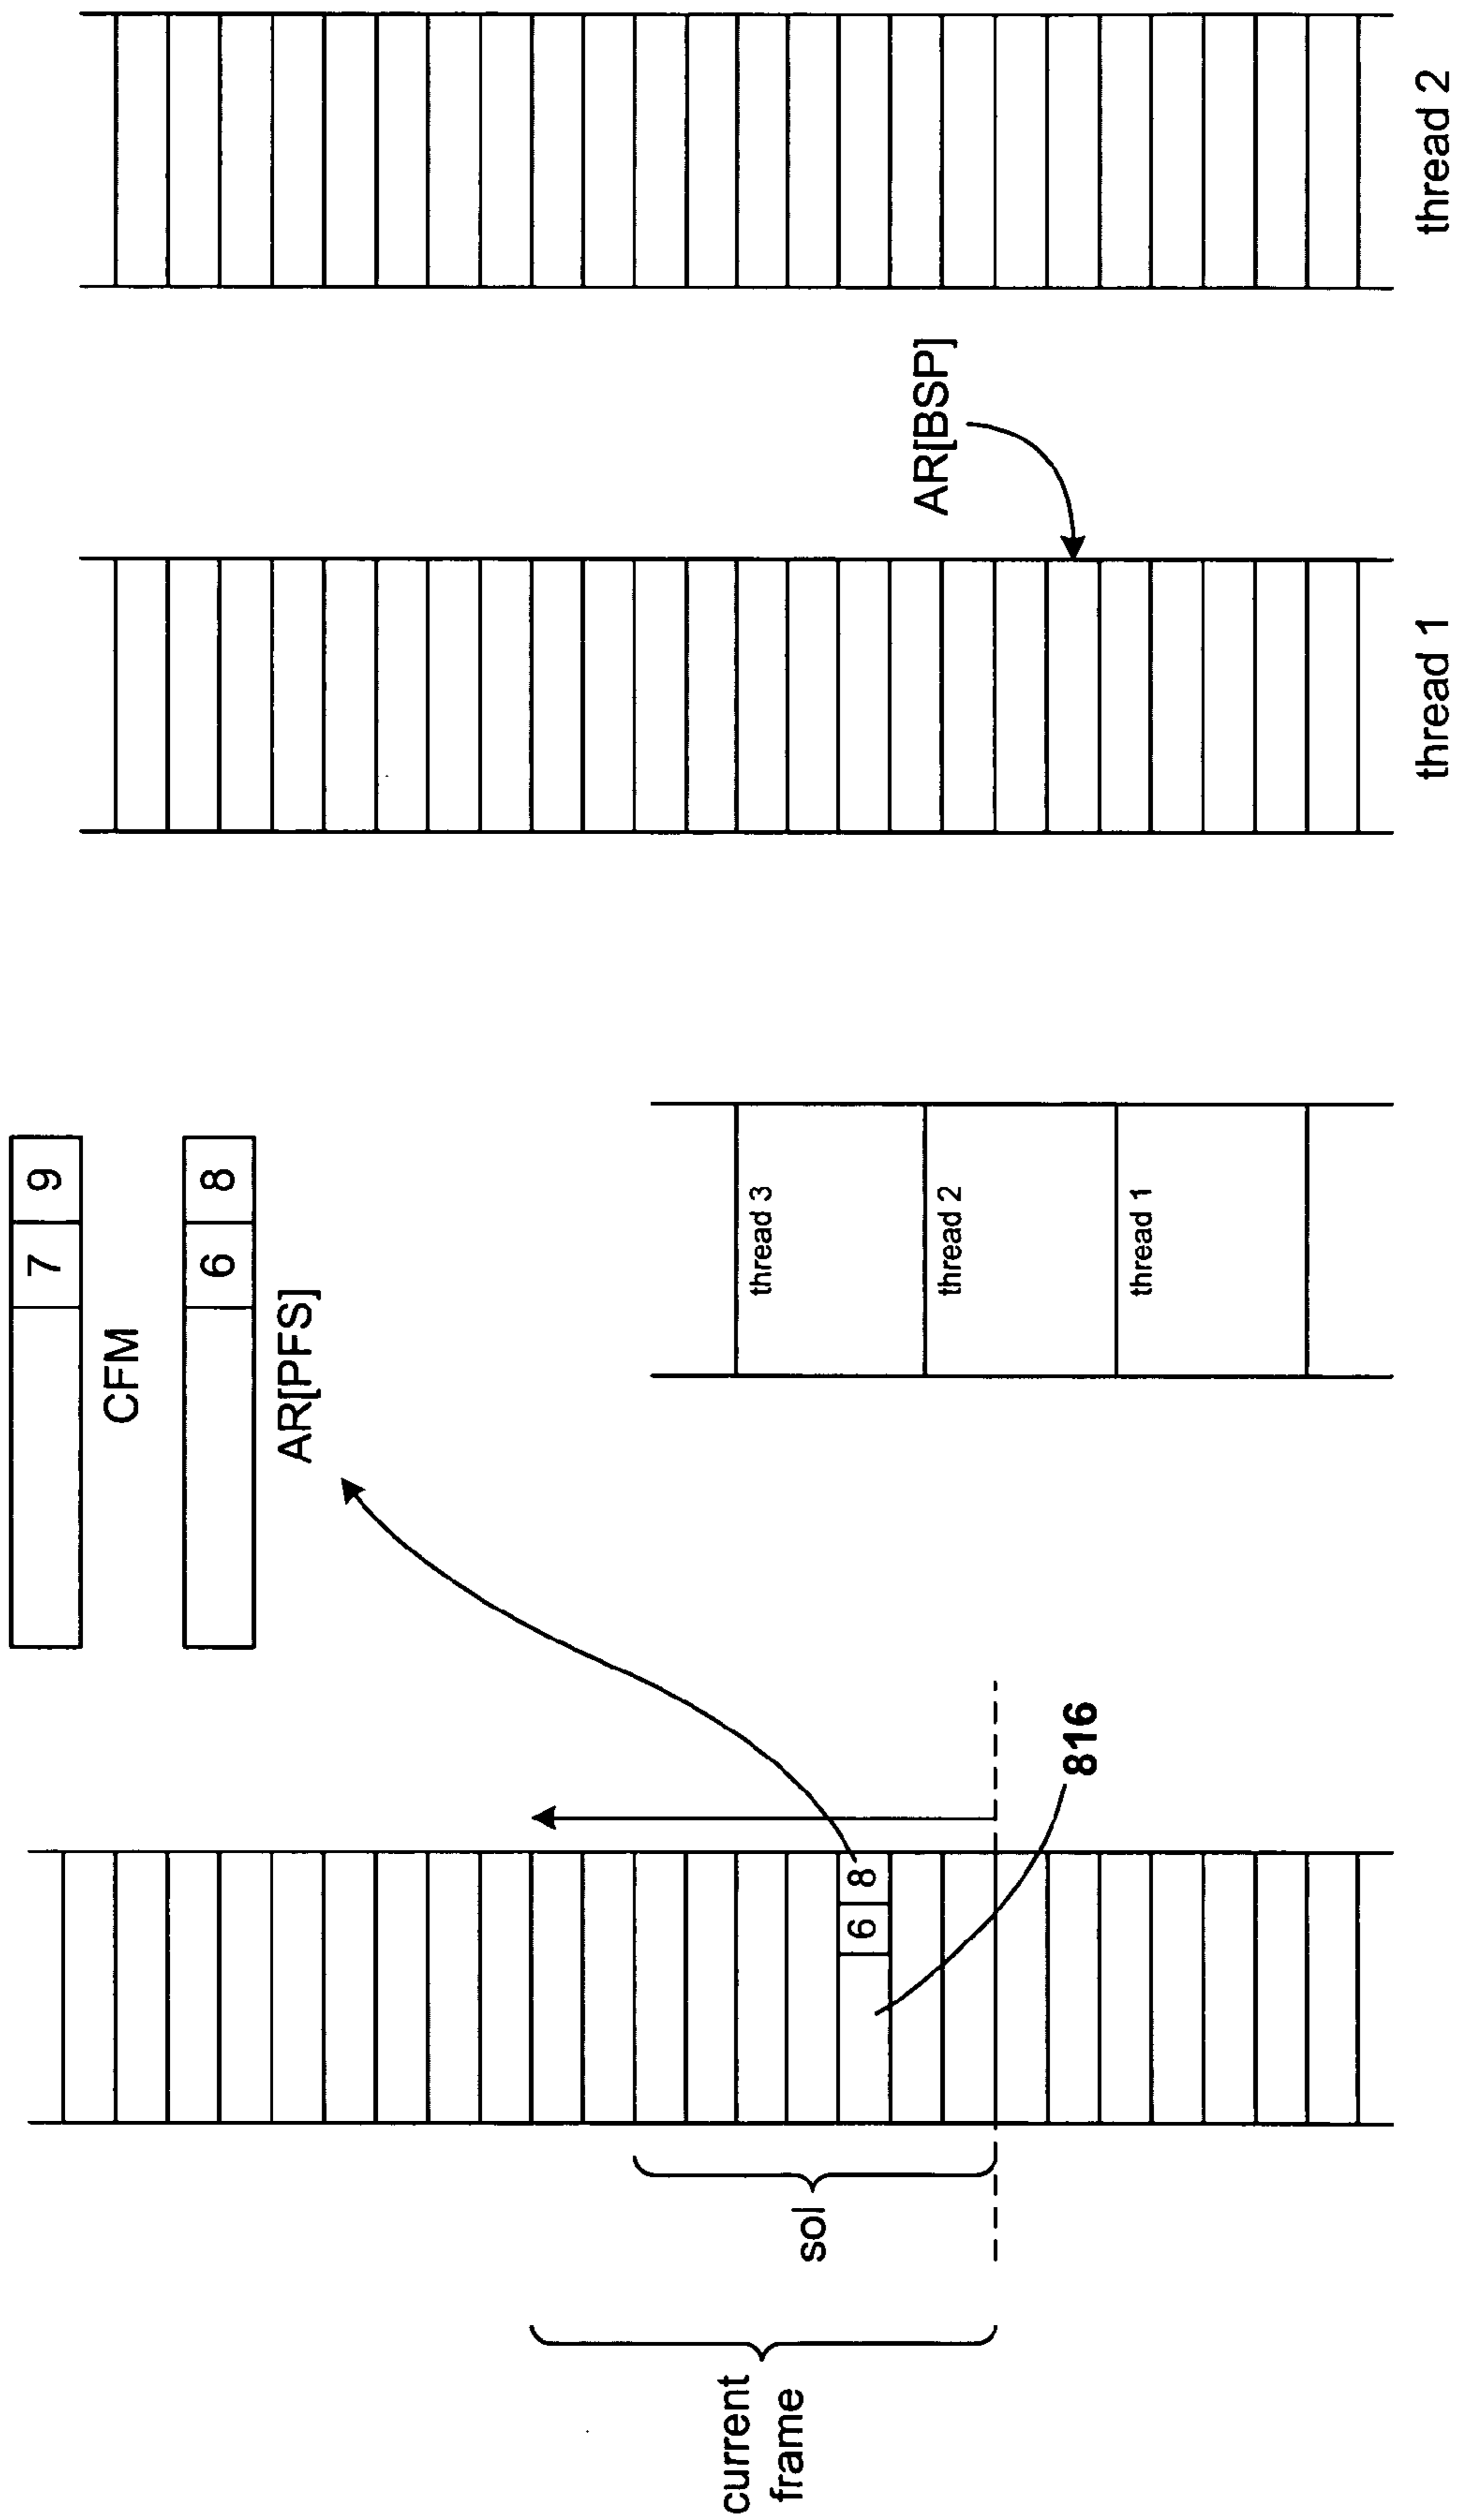 7 9
CFM
6 8
AR[PFS]
thread 3
thread 2
thread 1
AR[BSP]
thread 1
thread 2
6 8
816
sol
current
frame